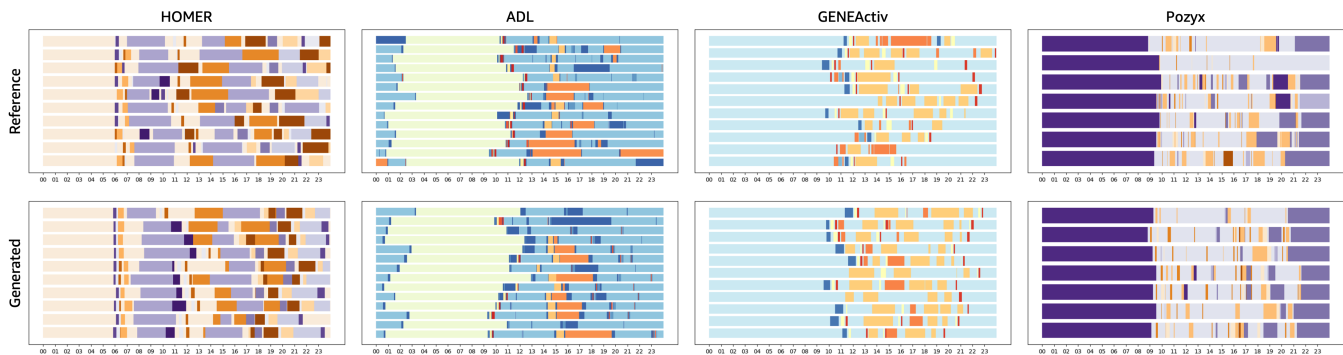 HOMER ADL GENEActiv Pozyx
Reference
00 01 02 03 04 05 06 07 08 09 10 11 12 13 14 15 16 17 18 19 20 21 22 23
00 01 02 03 04 05 06 07 08 09 10 11 12 13 14 15 16 17 18 19 20 21 22 23
00 01 02 03 04 05 06 07 08 09 10 11 12 13 14 15 16 17 18 19 20 21 22 23
00 01 02 03 04 05 06 07 08 09 10 11 12 13 14 15 16 17 18 19 20 21 22 23
Generated
00 01 02 03 04 05 06 07 08 09 10 11 12 13 14 15 16 17 18 19 20 21 22 23
00 01 02 03 04 05 06 07 08 09 10 11 12 13 14 15 16 17 18 19 20 21 22 23
00 01 02 03 04 05 06 07 08 09 10 11 12 13 14 15 16 17 18 19 20 21 22 23
00 01 02 03 04 05 06 07 08 09 10 11 12 13 14 15 16 17 18 19 20 21 22 23